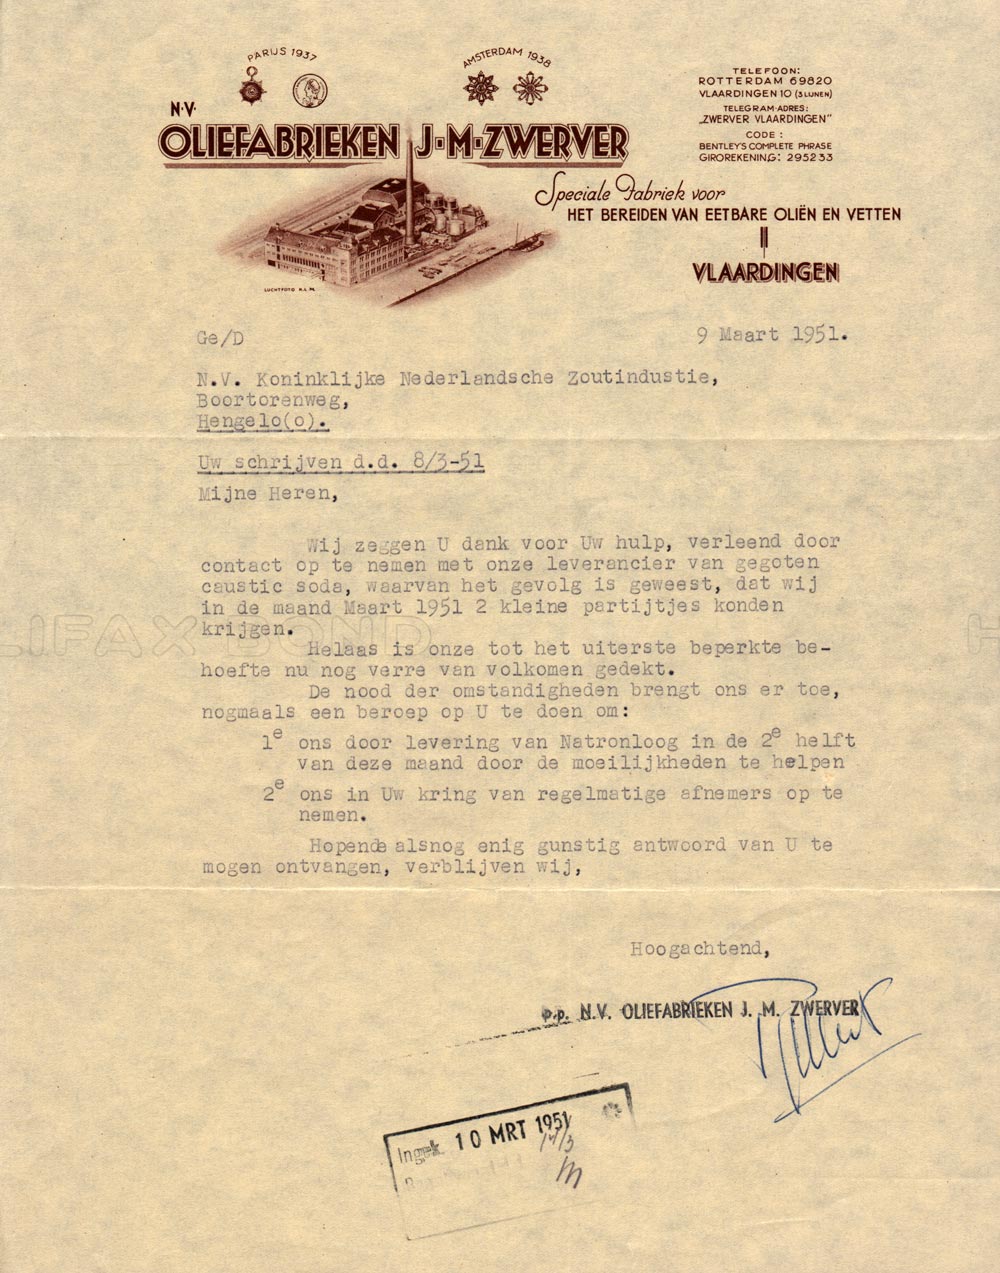 PARIJS 1937
AMSTERDAM 1938
N·V·
OLIEFABRIEKEN J·M·ZWERVER
TELEFOON:
ROTTERDAM 69820
VLAARDINGEN 10 (3 LIJNEN)
TELEGRAM-ADRES:
„ZWERVER VLAARDINGEN"
CODE :
BENTLEY'S COMPLETE PHRASE
GIROREKENING: 295233
Speciale Fabriek voor
HET BEREIDEN VAN EETBARE OLIËN EN VETTEN
VLAARDINGEN
LUCHTFOTO K.L.M.
Ge/D
9 Maart 1951.
N.V. Koninklijke Nederlandsche Zoutindustie,
Boortorenweg,
Hengelo(o).
Uw schrijven d.d. 8/3-51
Mijne Heren,
Wij zeggen U dank voor Uw hulp, verleend door
contact op te nemen met onze leverancier van gegoten
caustic soda, waarvan het gevolg is geweest, dat wij
in de maand Maart 1951 2 kleine partijtjes konden
krijgen.
LIFAX BOND
H
Helaas is onze tot het uiterste beperkte be-
hoefte nu nog verre van volkomen gedekt.
De nood der omstandigheden brengt ons er toe,
nogmaals een beroep op U te doen om:
1e ons door levering van Natronloog in de 2e helft
van deze maand door de moeilijkheden te helpen
2e ons in Uw kring van regelmatige afnemers op te
nemen.
Hopende alsnog enig gunstig antwoord van U te
mogen ontvangen, verblijven wij,
Hoogachtend,
p.p. N.V. OLIEFABRIEKEN J. M. ZWERVER
Ingek. 10 MRT 1951